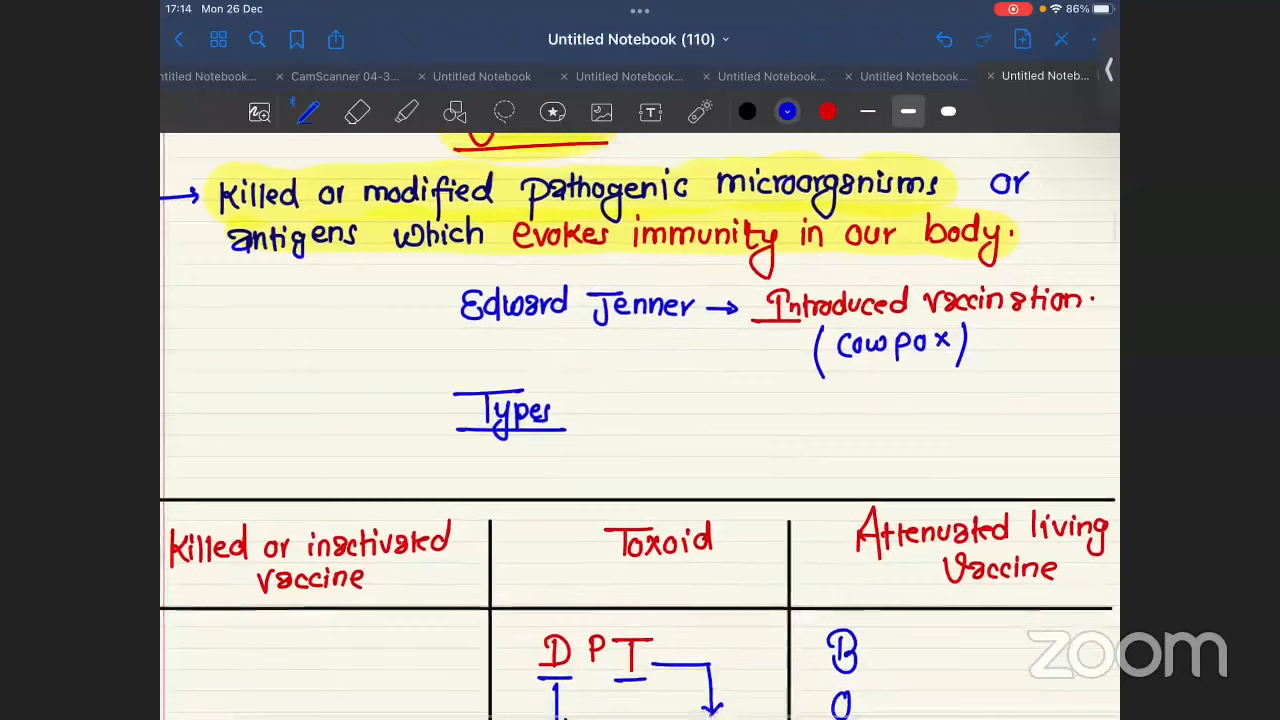 17:14 Mon 26 Dec
86%
Untitled Notebook (110)
ntitled Notebook...
CamScanner 04-3...
Untitled Notebook
Untitled Notebook...
Untitled Notebook...
Untitled Notebook...
Untitled Noteb...
→ Killed or modified pathogenic microorganisms or
antigens which evokes immunity in our body.
Edward Jenner → Introduced vaccination.
(Cowpox)
Types
Killed or inactivated vaccine
Toxoid
Attenuated living Vaccine
D P T
B
O
zoom